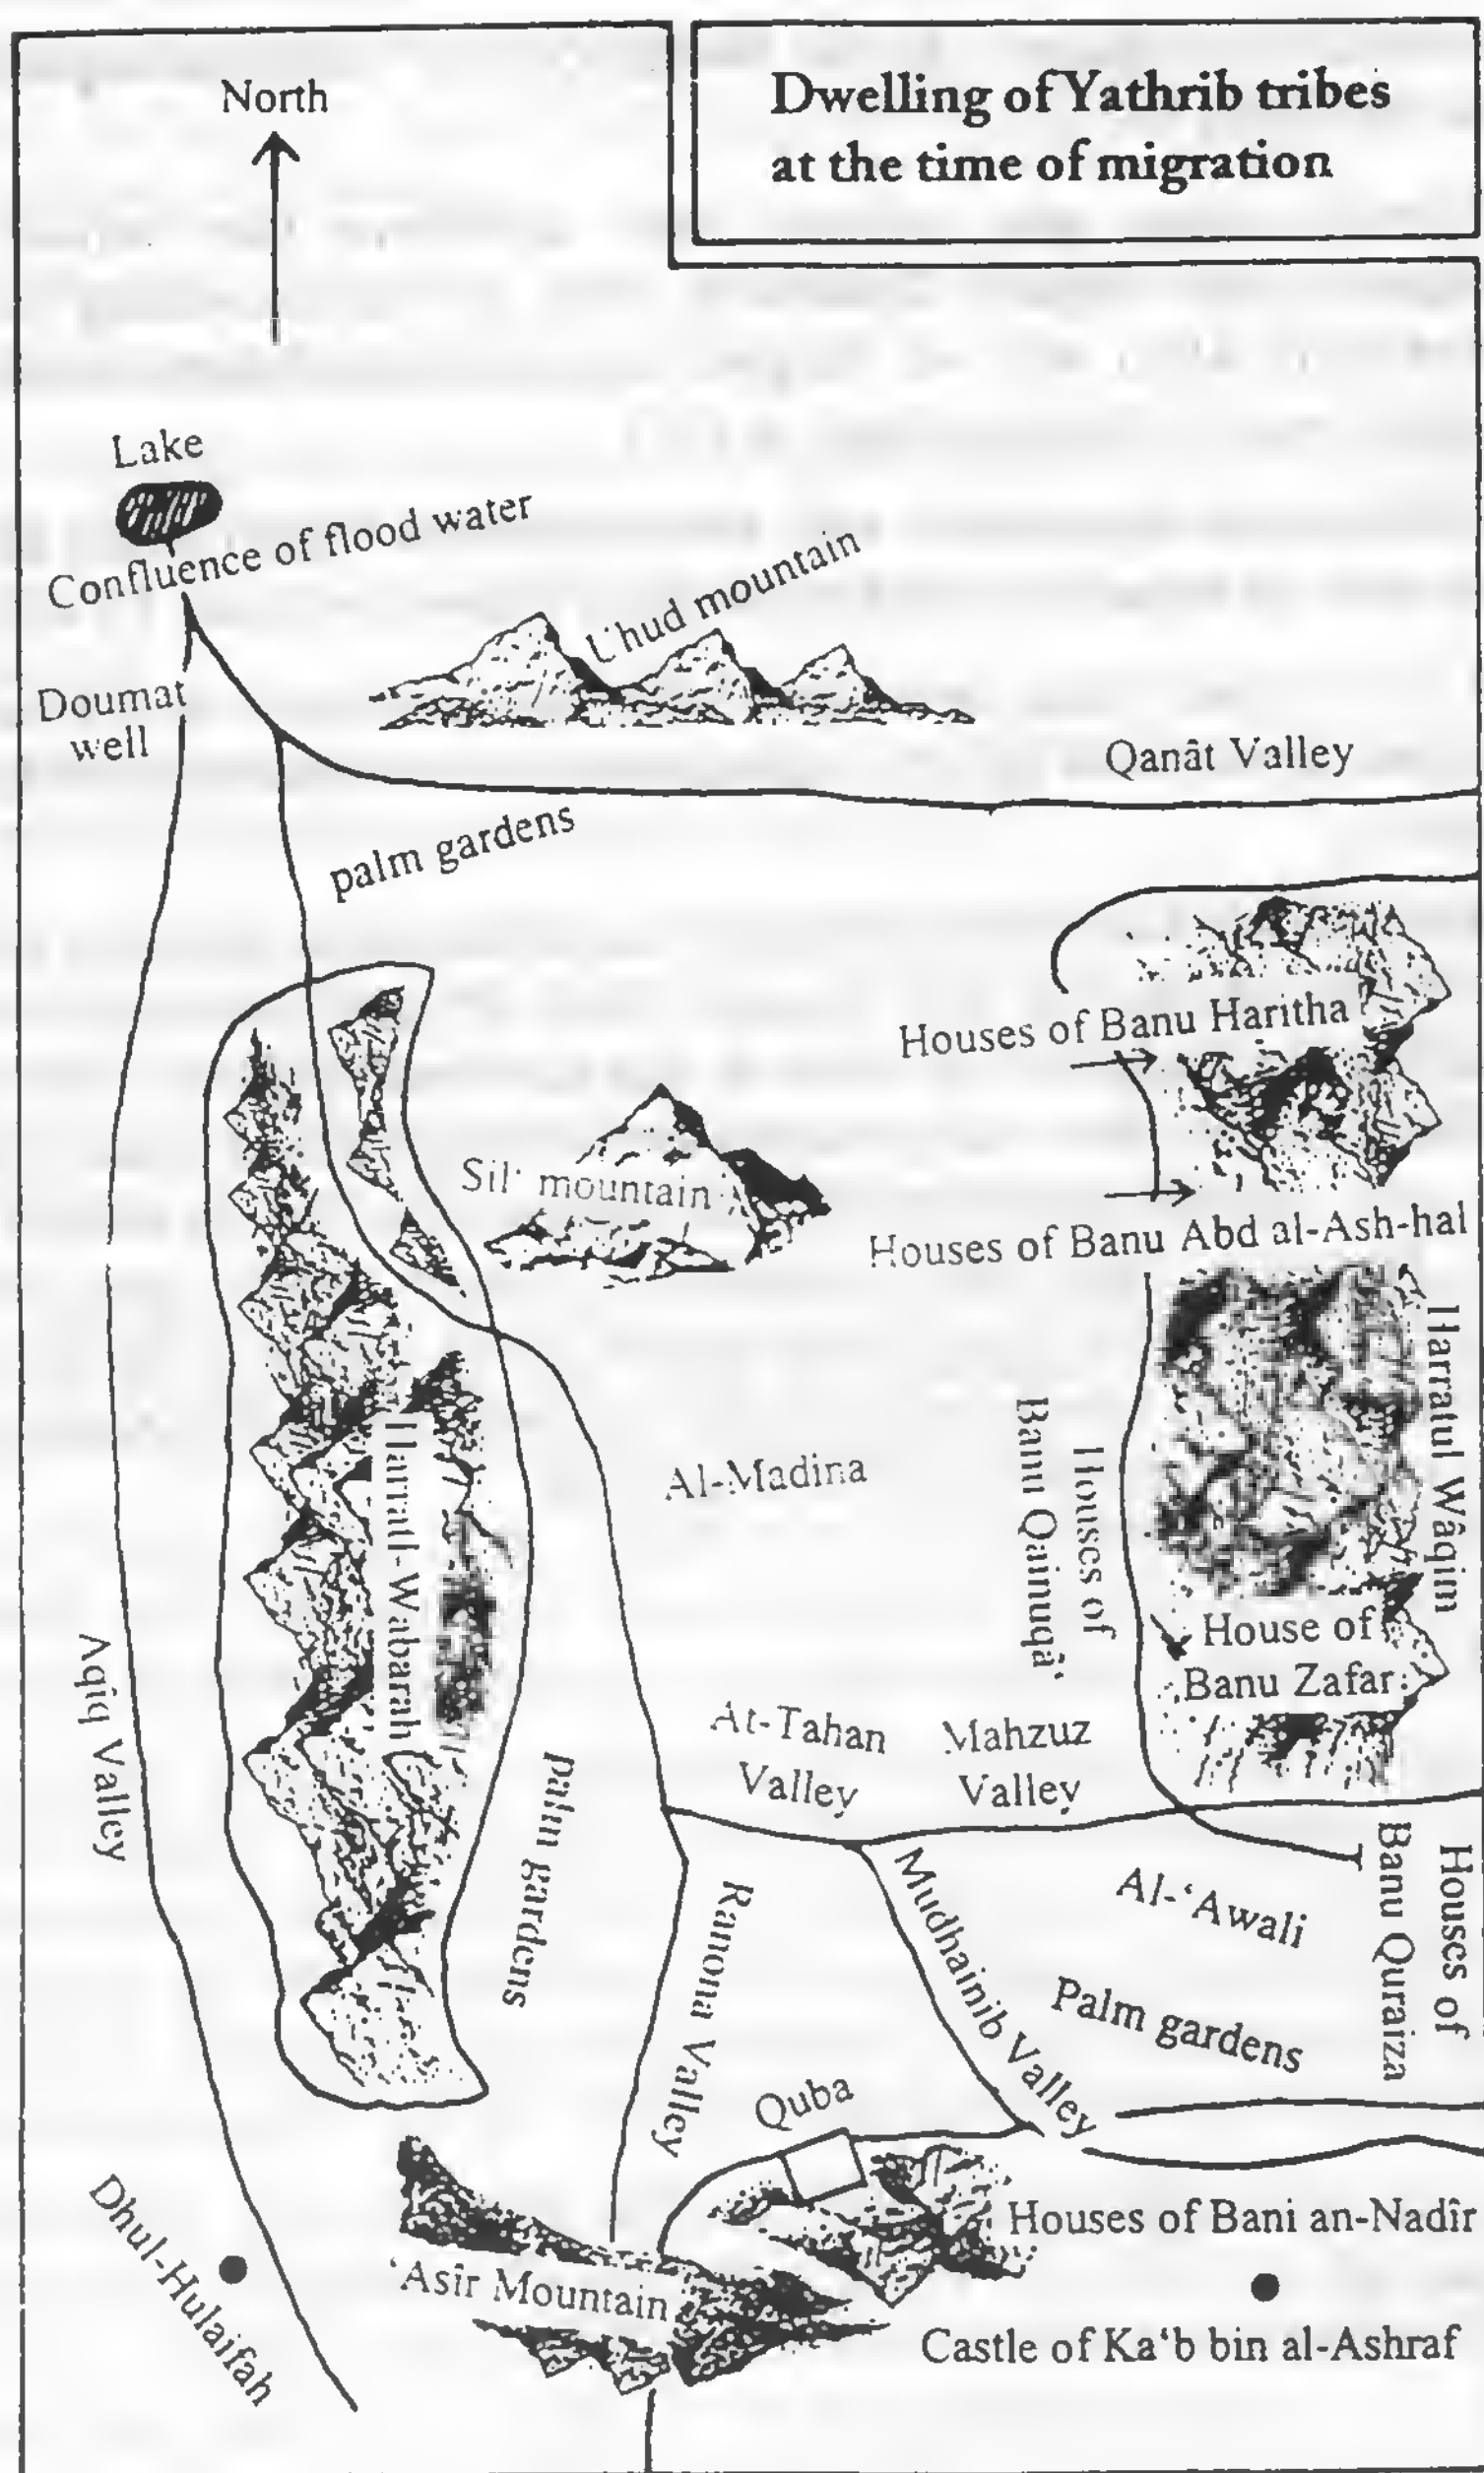 Dwelling of Yathrib tribes
at the time of migration
North
Lake
Confluence of flood water
Uhud mountain
Doumat
well
Qanât Valley
palm gardens
Houses of Banu Haritha
Sil' mountain
Houses of Banu Abd al-Ash-hal
Harratul Wâqim
Al-Madina
Houses of
Banu Qainuqâ'
Harratl-Wabarah
House of
Banu Zafar
Aqiq Valley
At-Tahan
Valley
Mahzuz
Valley
palm gardens
Ramona Valley
Mudhainib Valley
Al-‘Awali
Palm gardens
Houses of
Banu Quraiza
Quba
Dhul-Hulaifah
‘Asîr Mountain
Houses of Bani an-Nadîr
Castle of Ka‘b bin al-Ashraf